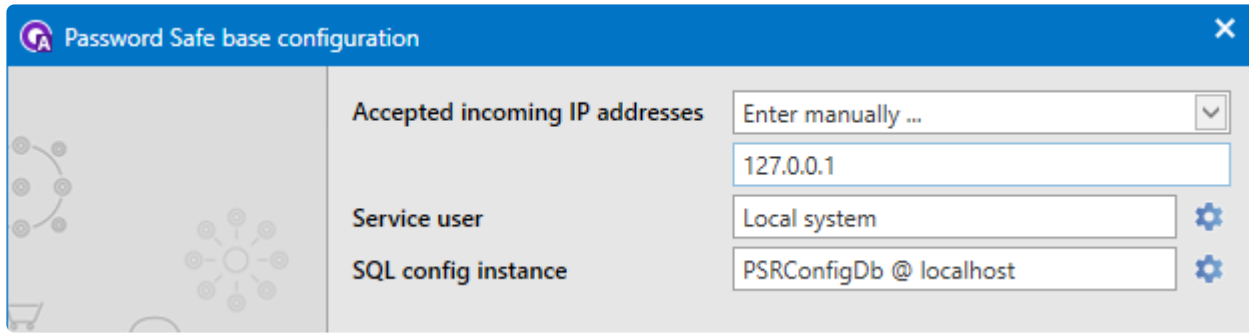 Password Safe base configuration
Accepted incoming IP addresses Enter manually ...
127.0.0.1
Service user Local system
SQL config instance PSRConfigDb @ localhost